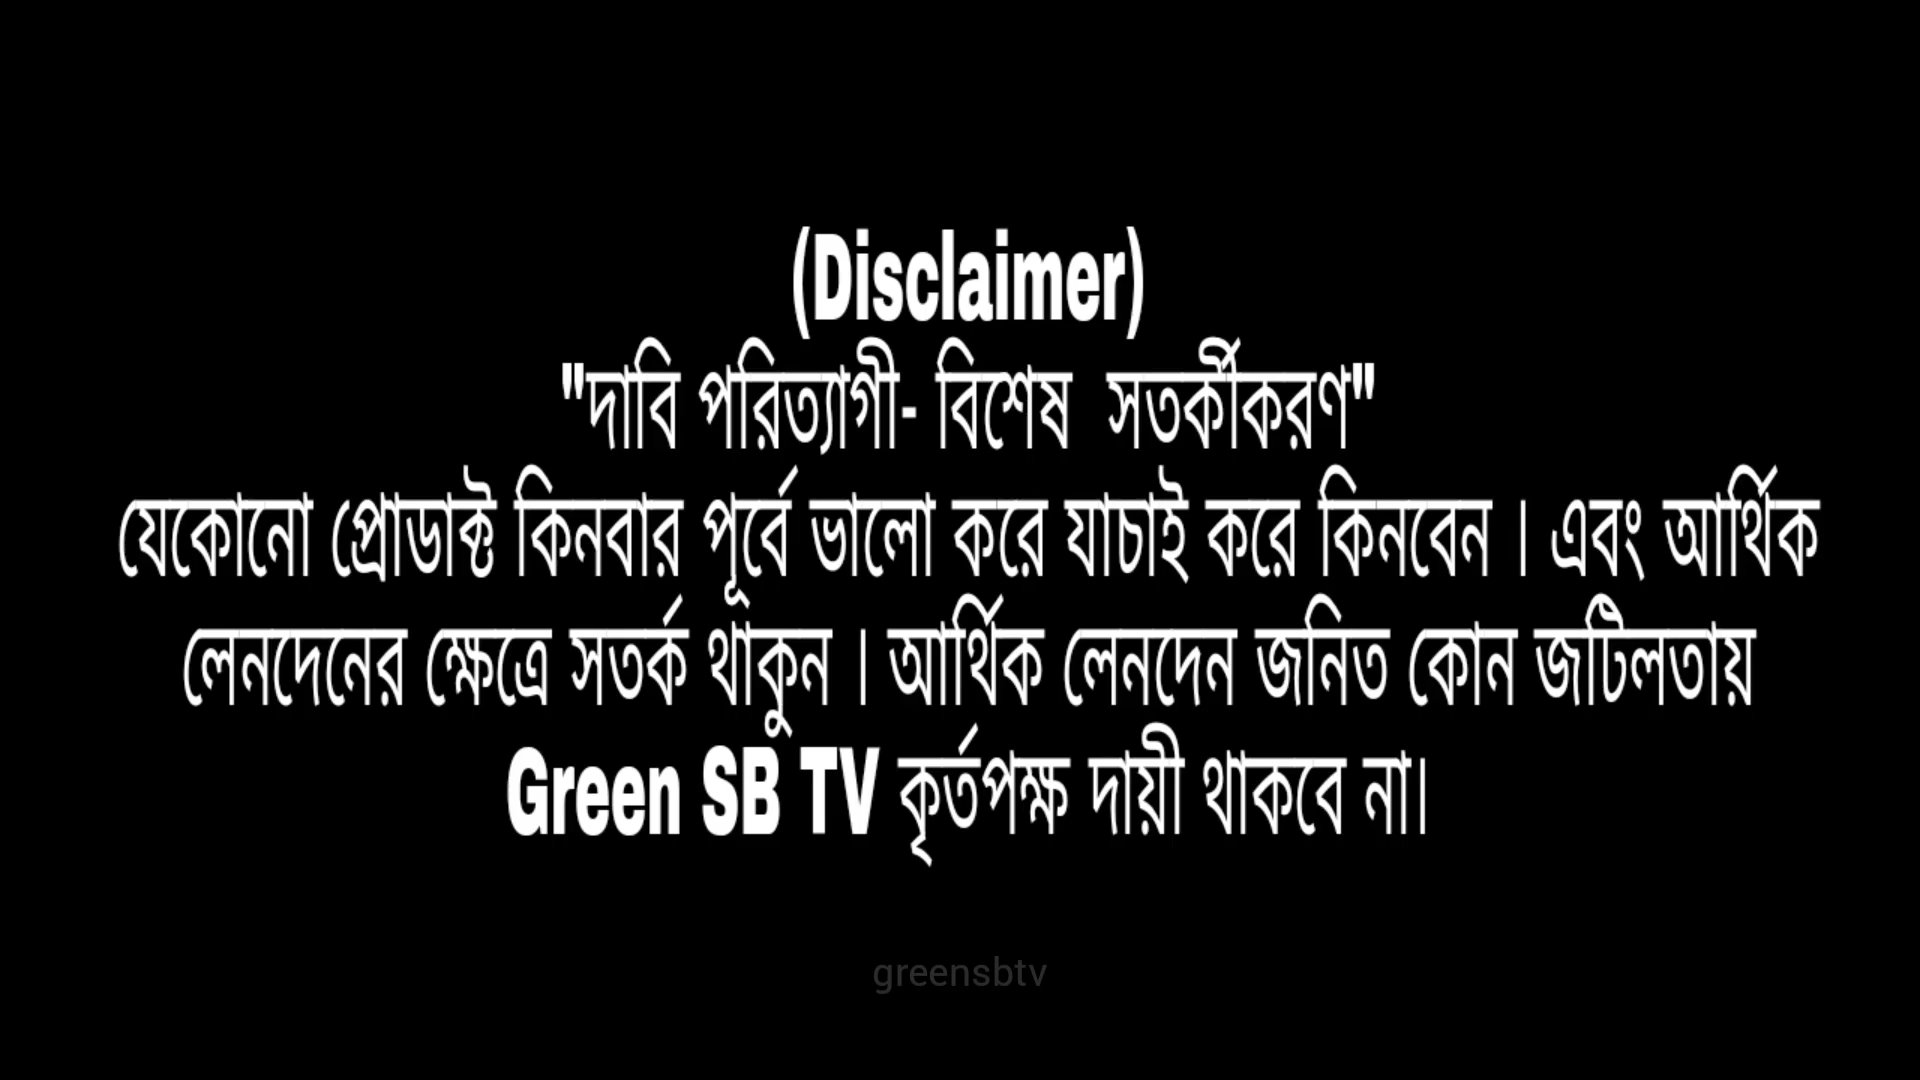 (Disclaimer)
"দাবি পরিত্যাগী- বিশেষ  সতর্কীকরণ"
যেকোনো প্রোডাক্ট কিনবার পূর্বে ভালো করে যাচাই করে কিনবেন । এবং আর্থিক
লেনদেনের ক্ষেত্রে সতর্ক থাকুন । আর্থিক লেনদেন জনিত কোন জটিলতায়
Green SB TV কৃর্তপক্ষ দায়ী থাকবে না।
greensbtv